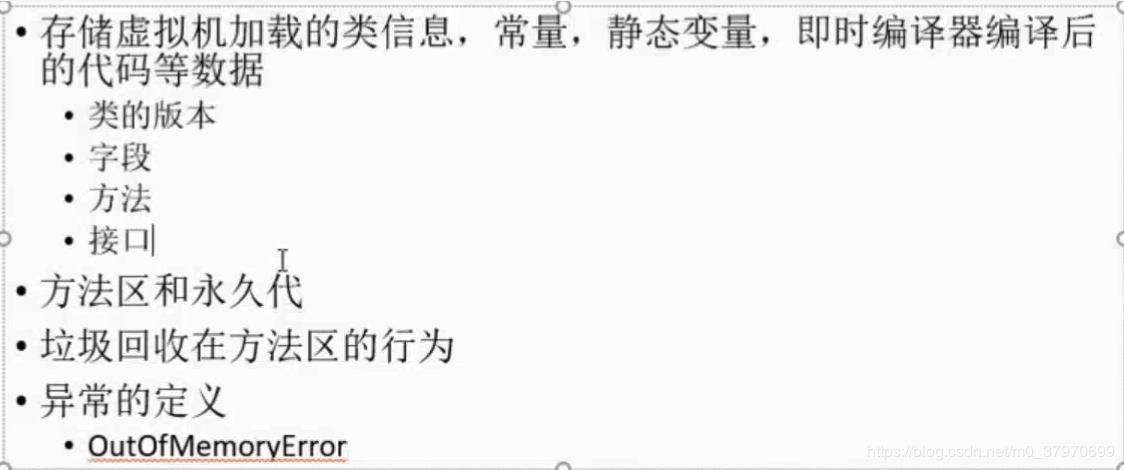 • 存储虚拟机加载的类信息，常量，静态变量，即时编译器编译后
的代码等数据
• 类的版本
• 字段
• 方法
• 接口
• 方法区和永久代
• 垃圾回收在方法区的行为
• 异常的定义
• OutOfMemoryError
https://blog.csdn.net/m0_37970699